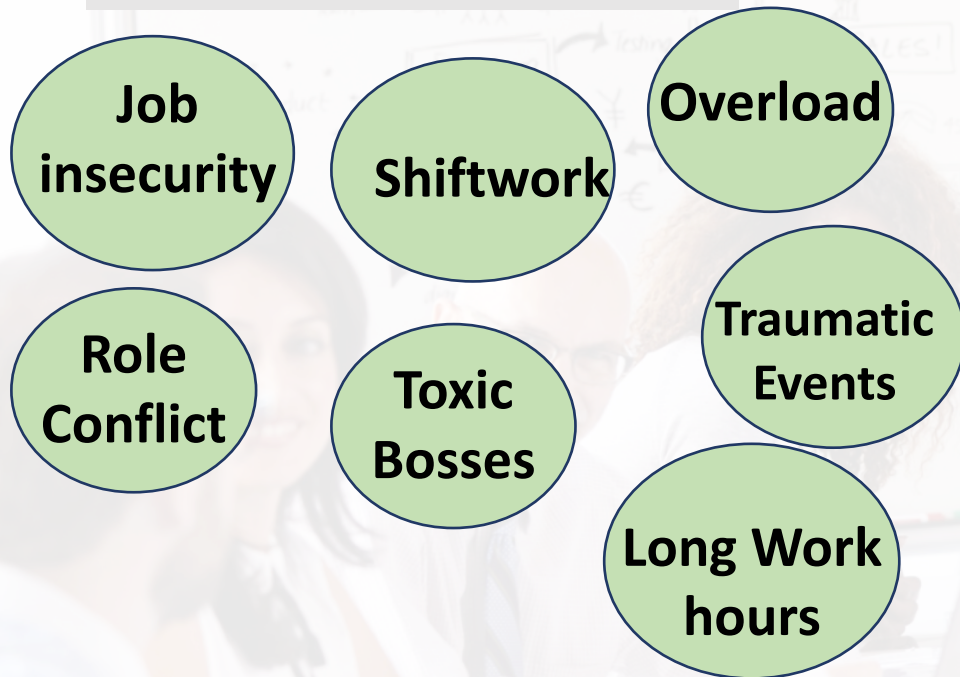 Job
insecurity
Shiftwork
Overload
Role
Conflict
Toxic
Bosses
Traumatic
Events
Long Work
hours